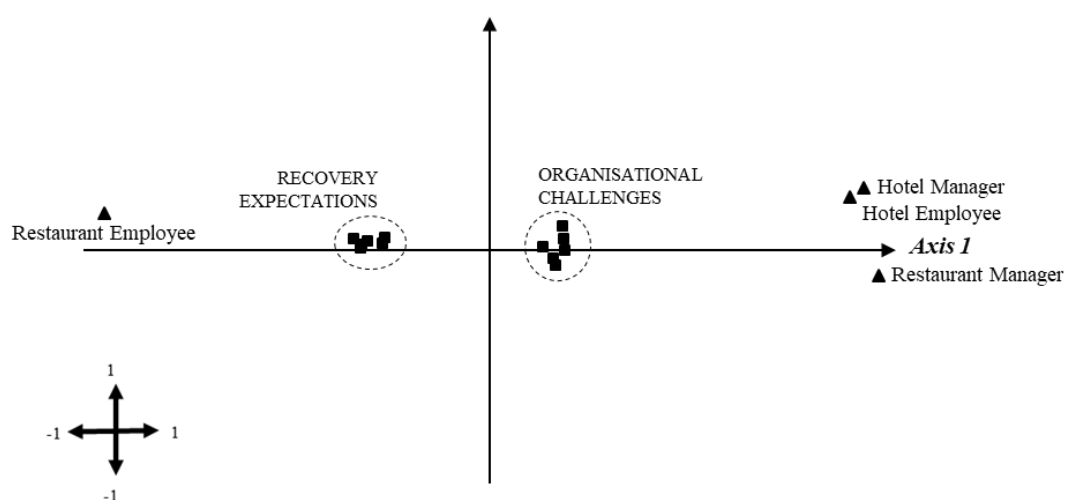 RECOVERY
EXPECTATIONS
ORGANISATIONAL
CHALLENGES
Hotel Manager
Hotel Employee
Restaurant Employee
Axis 1
Restaurant Manager
1
-1
1
-1